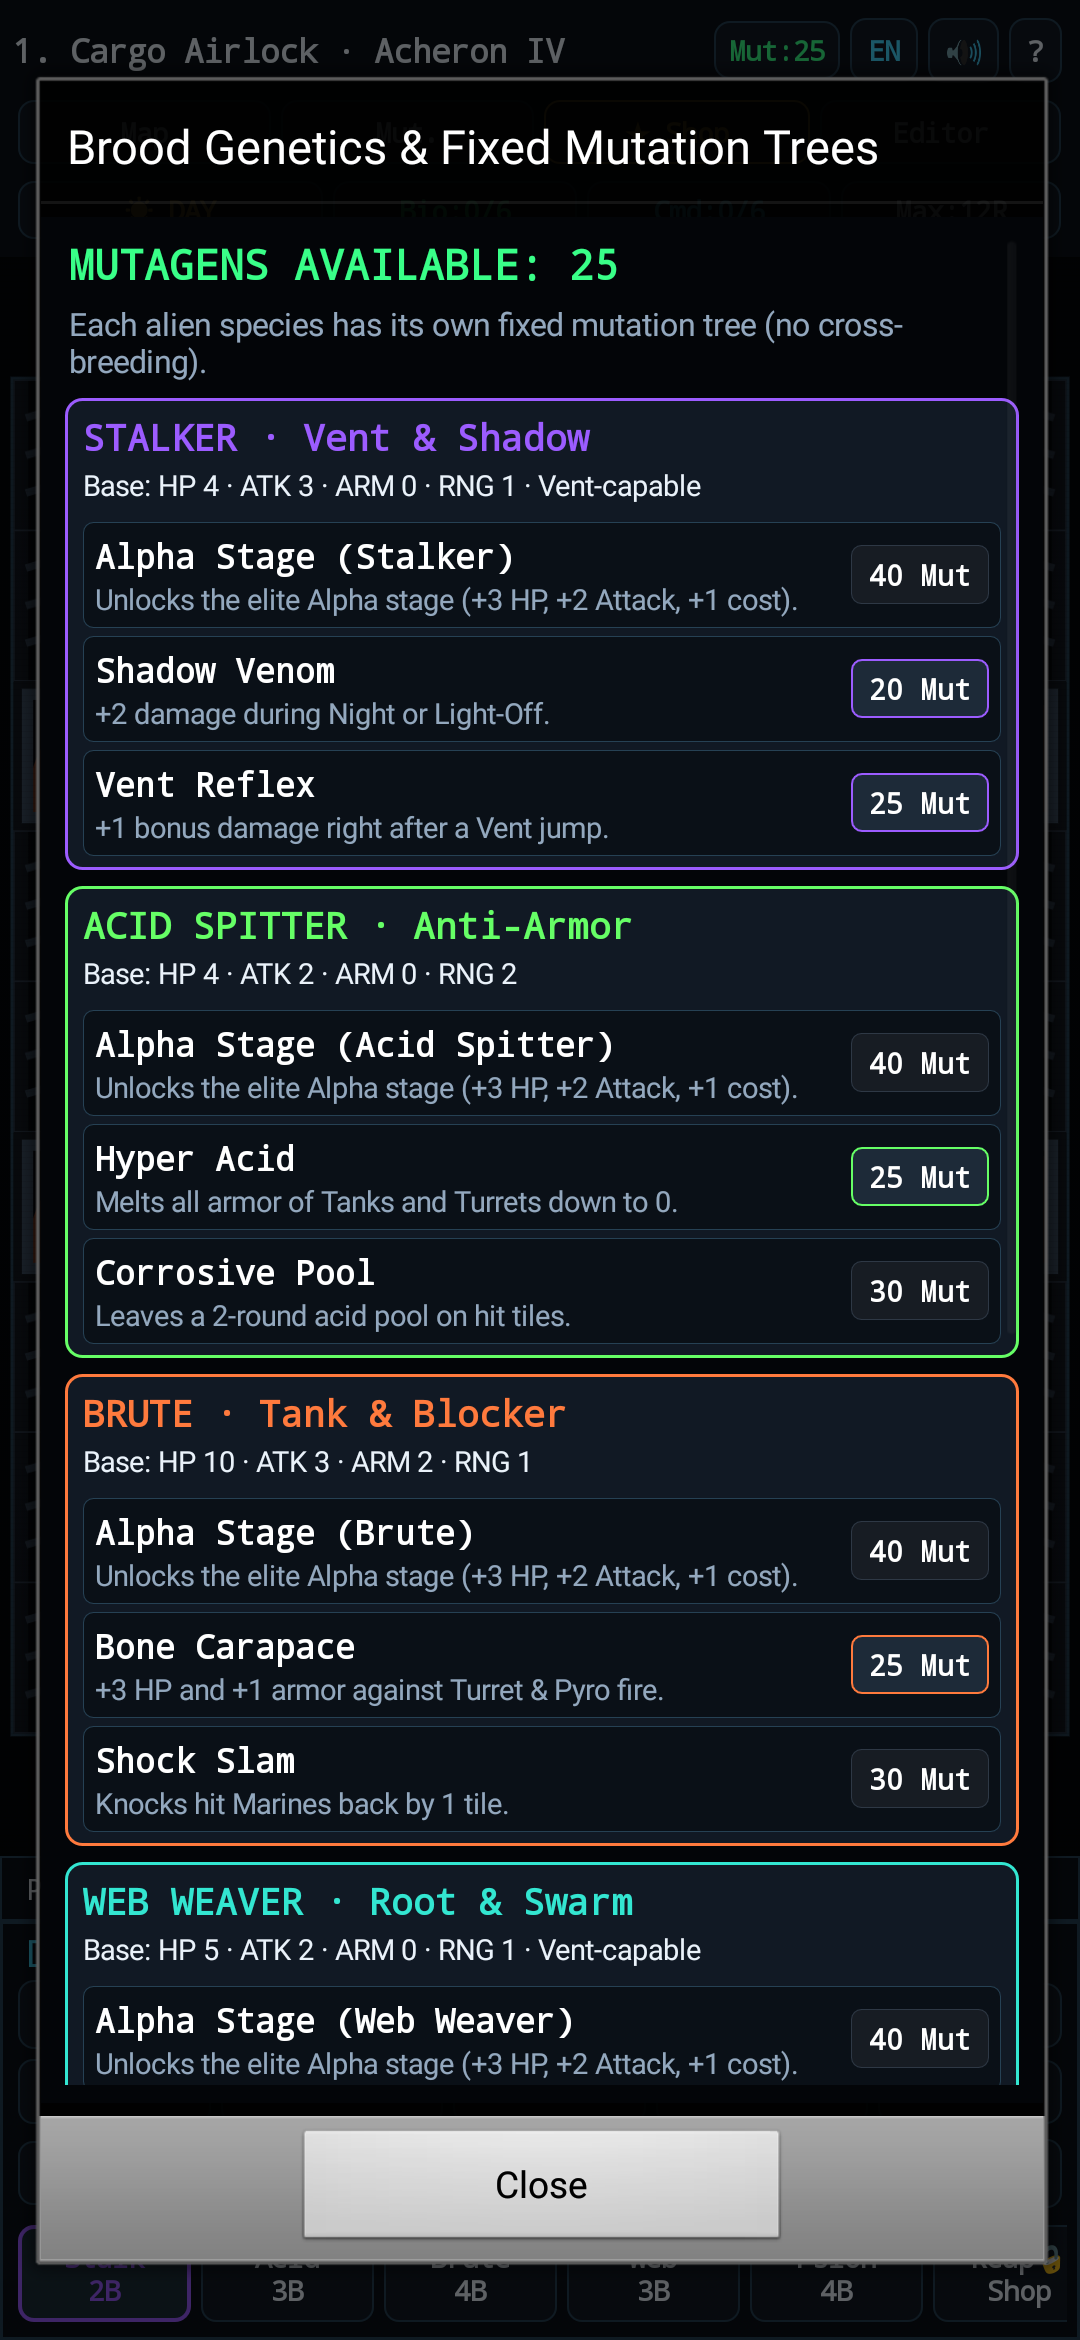 1. Cargo Airlock · Acheron IV
Mut:25
EN
?
Editor
Brood Genetics & Fixed Mutation Trees
DAY
Bio:0/6
Cmd:0/6
Max:12R
MUTAGENS AVAILABLE: 25
Each alien species has its own fixed mutation tree (no cross-
breeding).
STALKER · Vent & Shadow
Base: HP 4 · ATK 3 · ARM 0 · RNG 1 · Vent-capable
Alpha Stage (Stalker)
Unlocks the elite Alpha stage (+3 HP, +2 Attack, +1 cost).
40 Mut
Shadow Venom
+2 damage during Night or Light-Off.
20 Mut
Vent Reflex
+1 bonus damage right after a Vent jump.
25 Mut
ACID SPITTER · Anti-Armor
Base: HP 4 · ATK 2 · ARM 0 · RNG 2
Alpha Stage (Acid Spitter)
Unlocks the elite Alpha stage (+3 HP, +2 Attack, +1 cost).
40 Mut
Hyper Acid
Melts all armor of Tanks and Turrets down to 0.
25 Mut
Corrosive Pool
Leaves a 2-round acid pool on hit tiles.
30 Mut
BRUTE · Tank & Blocker
Base: HP 10 · ATK 3 · ARM 2 · RNG 1
Alpha Stage (Brute)
Unlocks the elite Alpha stage (+3 HP, +2 Attack, +1 cost).
40 Mut
Bone Carapace
+3 HP and +1 armor against Turret & Pyro fire.
25 Mut
Shock Slam
Knocks hit Marines back by 1 tile.
30 Mut
WEB WEAVER · Root & Swarm
Base: HP 5 · ATK 2 · ARM 0 · RNG 1 · Vent-capable
Alpha Stage (Web Weaver)
Unlocks the elite Alpha stage (+3 HP, +2 Attack, +1 cost).
40 Mut
Close
2B
3B
4B
3B
4B
Shop